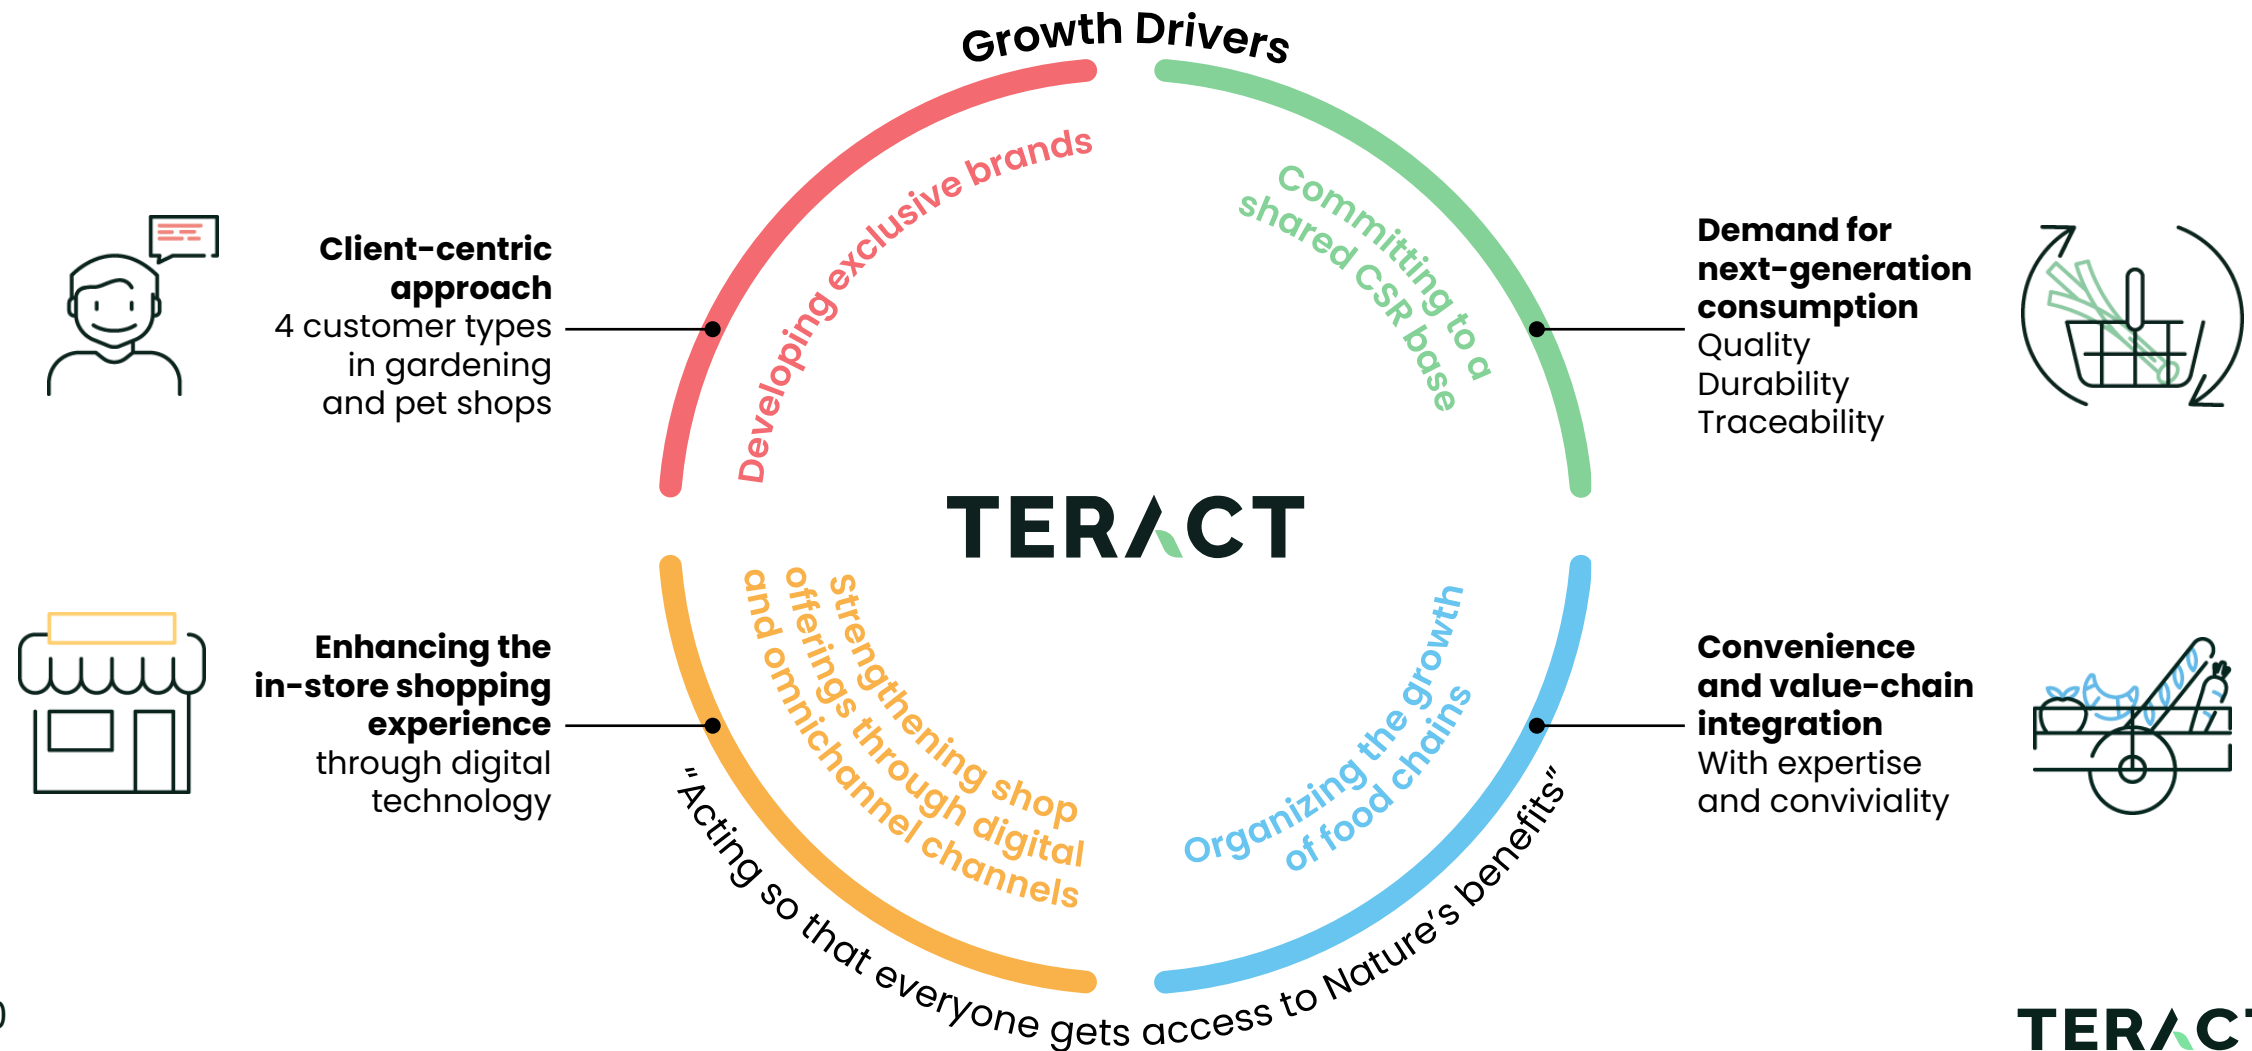 Growth Drivers
Developing exclusive brands
Committing to a
shared CSR base
Client-centric
approach
4 customer types
in gardening
and pet shops
Demand for
next-generation
consumption
Quality
Durability
Traceability
TERACT
Enhancing the
in-store shopping
experience
through digital
technology
Strengthening shop
offerings through digital
and omnichannel channels
Organizing the growth
of food chains
Convenience
and value-chain
integration
With expertise
and conviviality
“Acting so that everyone gets access to Nature’s benefits”
TERACT